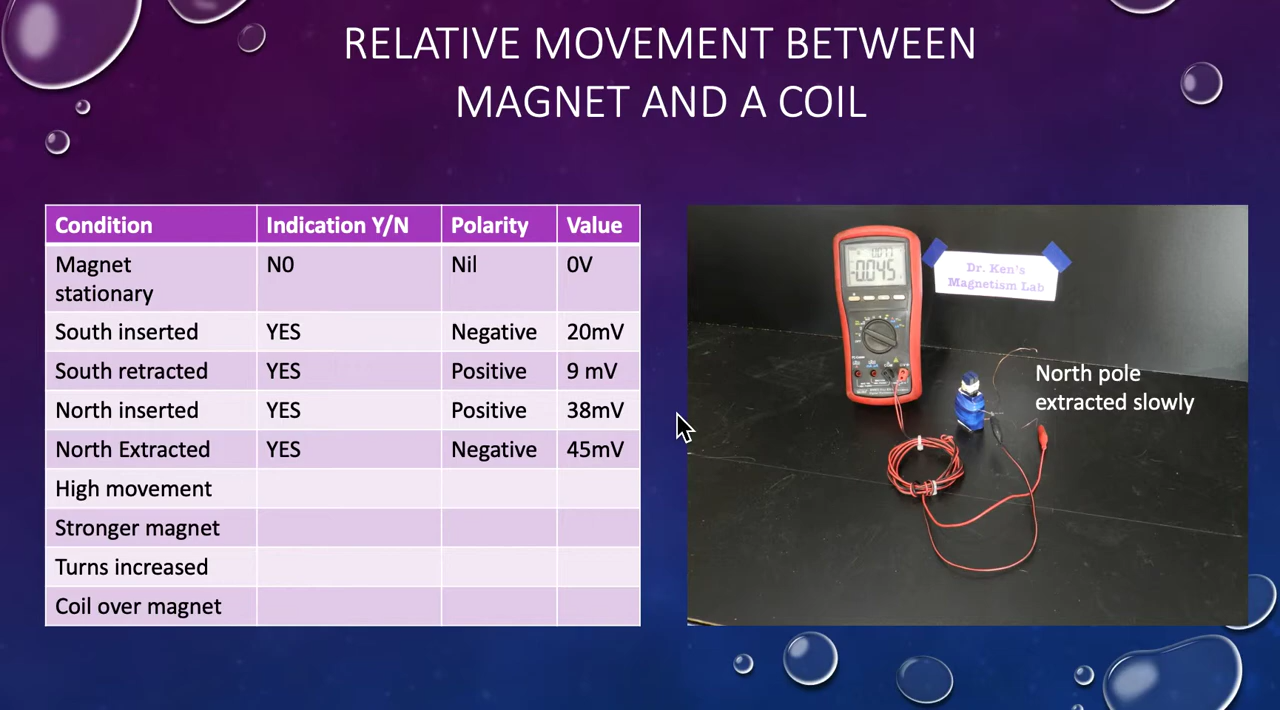 RELATIVE MOVEMENT BETWEEN
MAGNET AND A COIL
Condition Indication Y/N Polarity Value
Magnet
stationary N0 Nil 0V
South inserted YES Negative 20mV
South retracted YES Positive 9 mV
North inserted YES Positive 38mV
North Extracted YES Negative 45mV
High movement
Stronger magnet
Turns increased
Coil over magnet
-0.045
Dr. Ken's
Magnetism Lab
North pole
extracted slowly